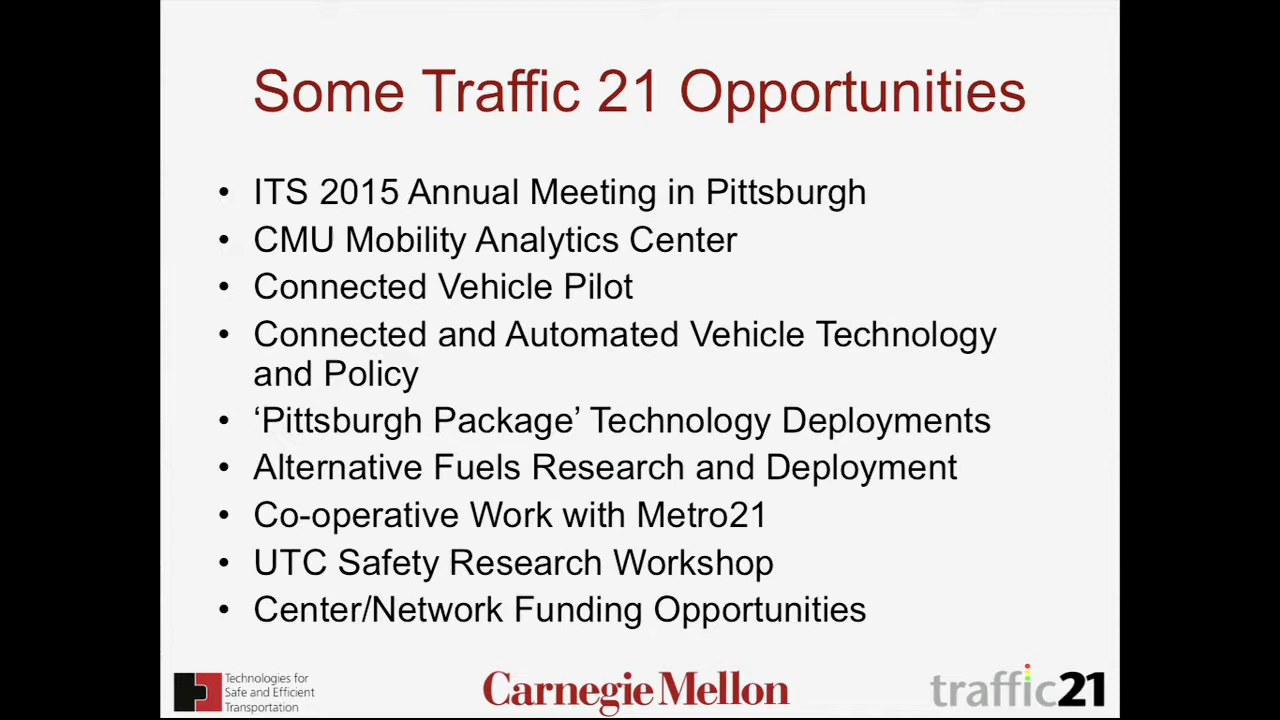 Some Traffic 21 Opportunities
• ITS 2015 Annual Meeting in Pittsburgh
• CMU Mobility Analytics Center
• Connected Vehicle Pilot
• Connected and Automated Vehicle Technology
and Policy
• ‘Pittsburgh Package’ Technology Deployments
• Alternative Fuels Research and Deployment
• Co-operative Work with Metro21
• UTC Safety Research Workshop
• Center/Network Funding Opportunities
Technologies for
Safe and Efficient
Transportation
Carnegie Mellon
traffic21